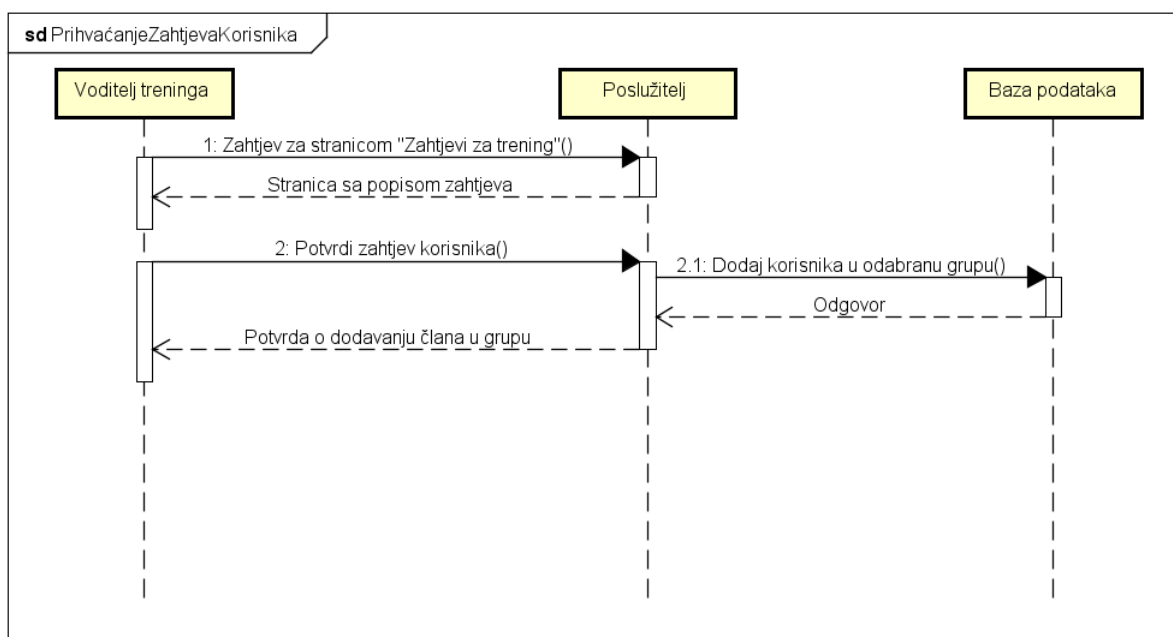 sd PrihvaćanjeZahtjevaKorisnika
Voditelj treninga
Poslužitelj
Baza podataka
1: Zahtjev za stranicom "Zahtjevi za trening"()
Stranica sa popisom zahtjeva
2: Potvrdi zahtjev korisnika()
2.1: Dodaj korisnika u odabranu grupu()
Odgovor
Potvrda o dodavanju člana u grupu